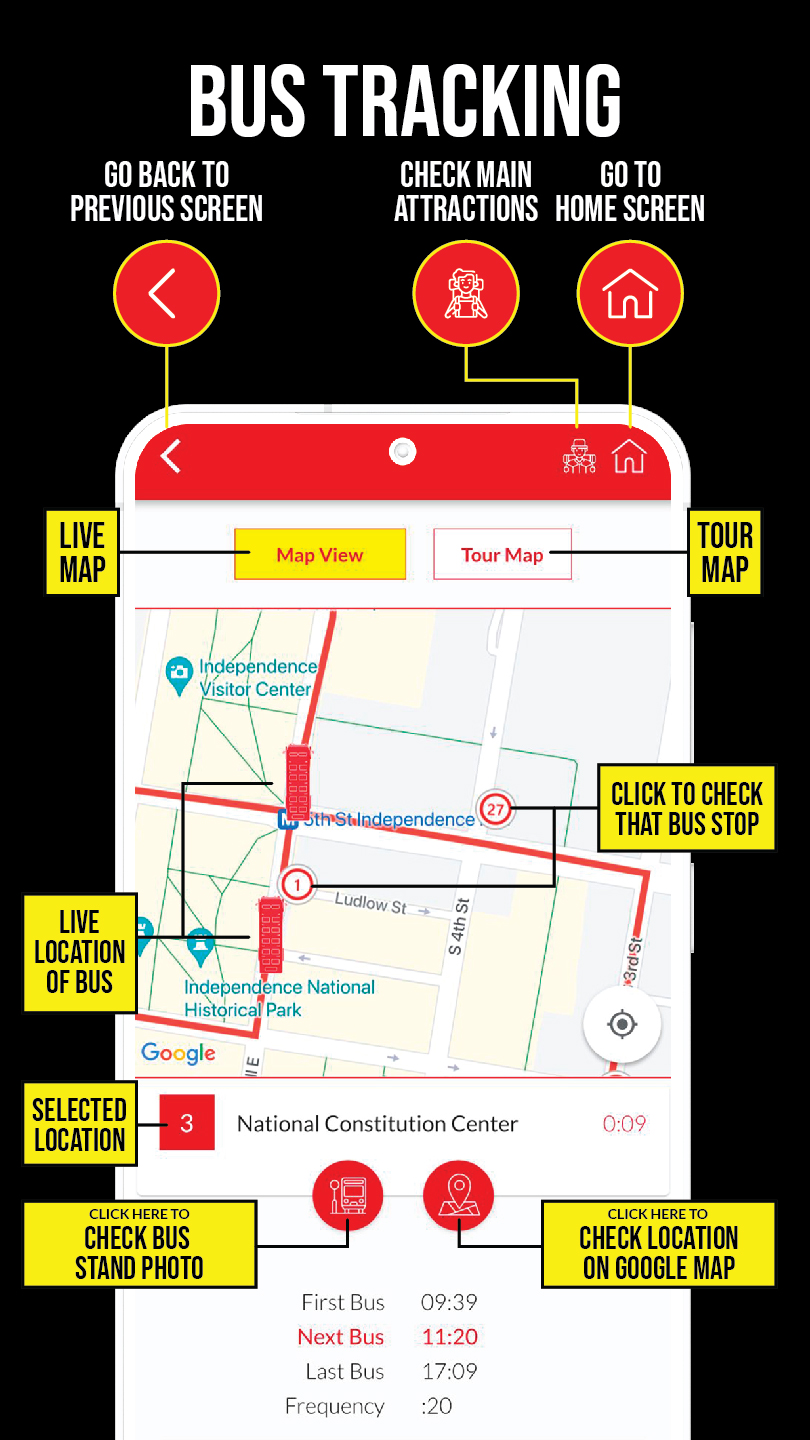 BUS TRACKING
GO BACK TO
PREVIOUS SCREEN
CHECK MAIN
ATTRACTIONS
GO TO
HOME SCREEN
LIVE
MAP
Map View
Tour Map
TOUR
MAP
Independence
Visitor Center
5th St Independence
27
CLICK TO CHECK
THAT BUS STOP
1
Ludlow St
S 4th St
3rd St
LIVE
LOCATION
OF BUS
Independence National
Historical Park
Google
SELECTED
LOCATION
3
National Constitution Center
0:09
CLICK HERE TO
CHECK BUS
STAND PHOTO
CLICK HERE TO
CHECK LOCATION
ON GOOGLE MAP
First Bus 09:39
Next Bus 11:20
Last Bus 17:09
Frequency :20